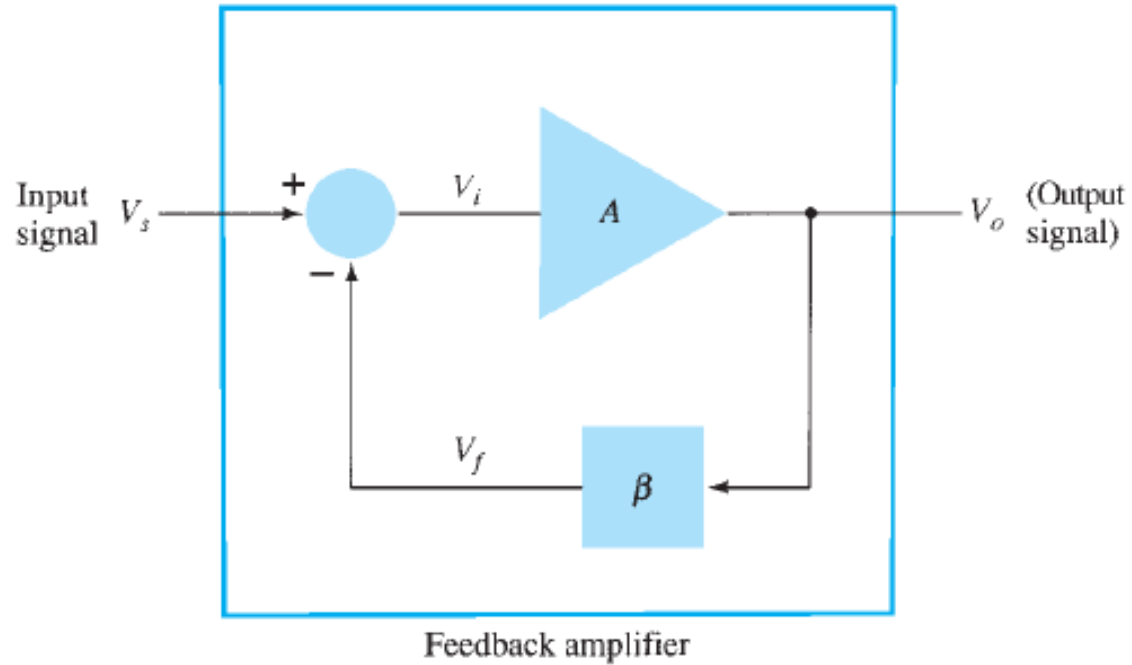 Input
signal
V_s
+
−
V_i
A
V_o
(Output
signal)
V_f
β
Feedback amplifier